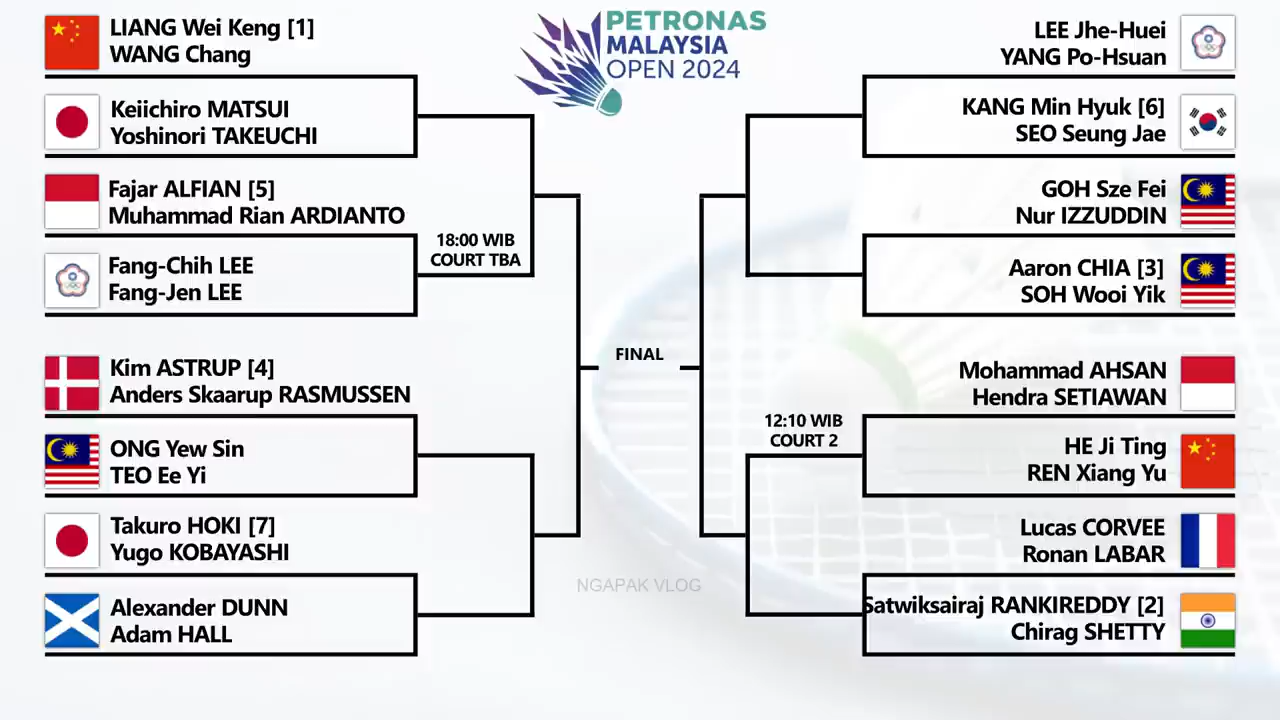 PETRONAS
MALAYSIA
OPEN 2024
LIANG Wei Keng [1]
WANG Chang
Keiichiro MATSUI
Yoshinori TAKEUCHI
Fajar ALFIAN [5]
Muhammad Rian ARDIANTO
Fang-Chih LEE
Fang-Jen LEE
18:00 WIB
COURT TBA
Kim ASTRUP [4]
Anders Skaarup RASMUSSEN
ONG Yew Sin
TEO Ee Yi
Takuro HOKI [7]
Yugo KOBAYASHI
Alexander DUNN
Adam HALL
FINAL
NGAPAK VLOG
LEE Jhe-Huei
YANG Po-Hsuan
KANG Min Hyuk [6]
SEO Seung Jae
GOH Sze Fei
Nur IZZUDDIN
Aaron CHIA [3]
SOH Wooi Yik
Mohammad AHSAN
Hendra SETIAWAN
12:10 WIB
COURT 2
HE Ji Ting
REN Xiang Yu
Lucas CORVEE
Ronan LABAR
Satwiksairaj RANKIREDDY [2]
Chirag SHETTY